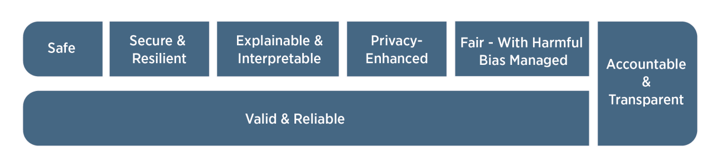 Safe
Secure &
Resilient
Explainable &
Interpretable
Privacy-
Enhanced
Fair - With Harmful
Bias Managed
Accountable
&
Transparent
Valid & Reliable